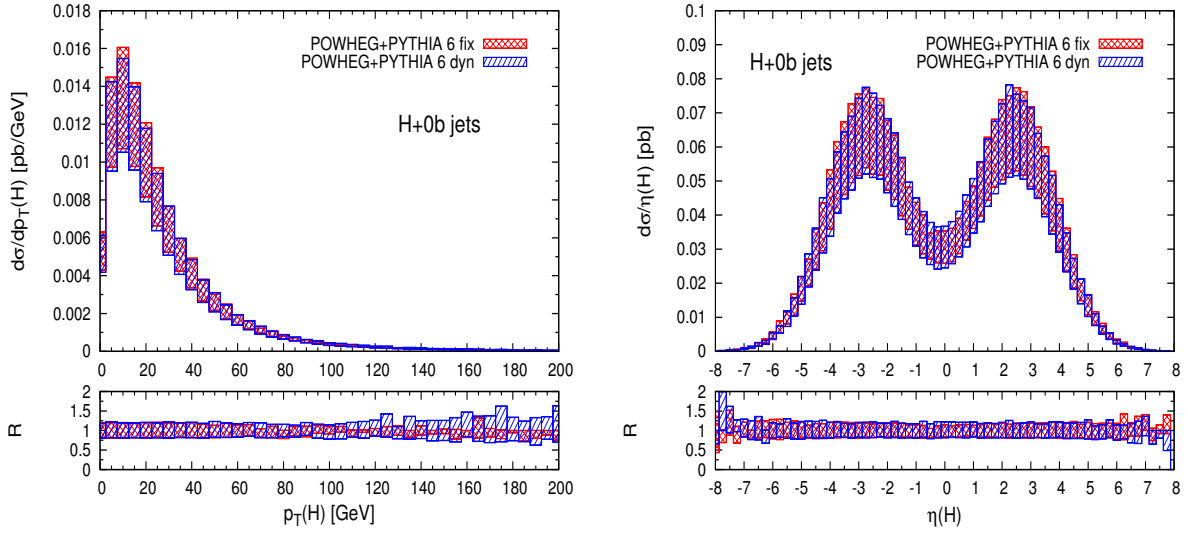 POWHEG+PYTHIA 6 fix
POWHEG+PYTHIA 6 dyn
H+0b jets
dσ/dp_T(H) [pb/GeV]
0.018
0.016
0.014
0.012
0.01
0.008
0.006
0.004
0.002
0
0 20 40 60 80 100 120 140 160 180 200
R
2
1.5
1
0.5
0
0 20 40 60 80 100 120 140 160 180 200
p_T(H) [GeV]
POWHEG+PYTHIA 6 fix
POWHEG+PYTHIA 6 dyn
H+0b jets
dσ/η(H) [pb]
0.1
0.09
0.08
0.07
0.06
0.05
0.04
0.03
0.02
0.01
0
-8 -7 -6 -5 -4 -3 -2 -1 0 1 2 3 4 5 6 7 8
R
2
1.5
1
0.5
0
-8 -7 -6 -5 -4 -3 -2 -1 0 1 2 3 4 5 6 7 8
η(H)